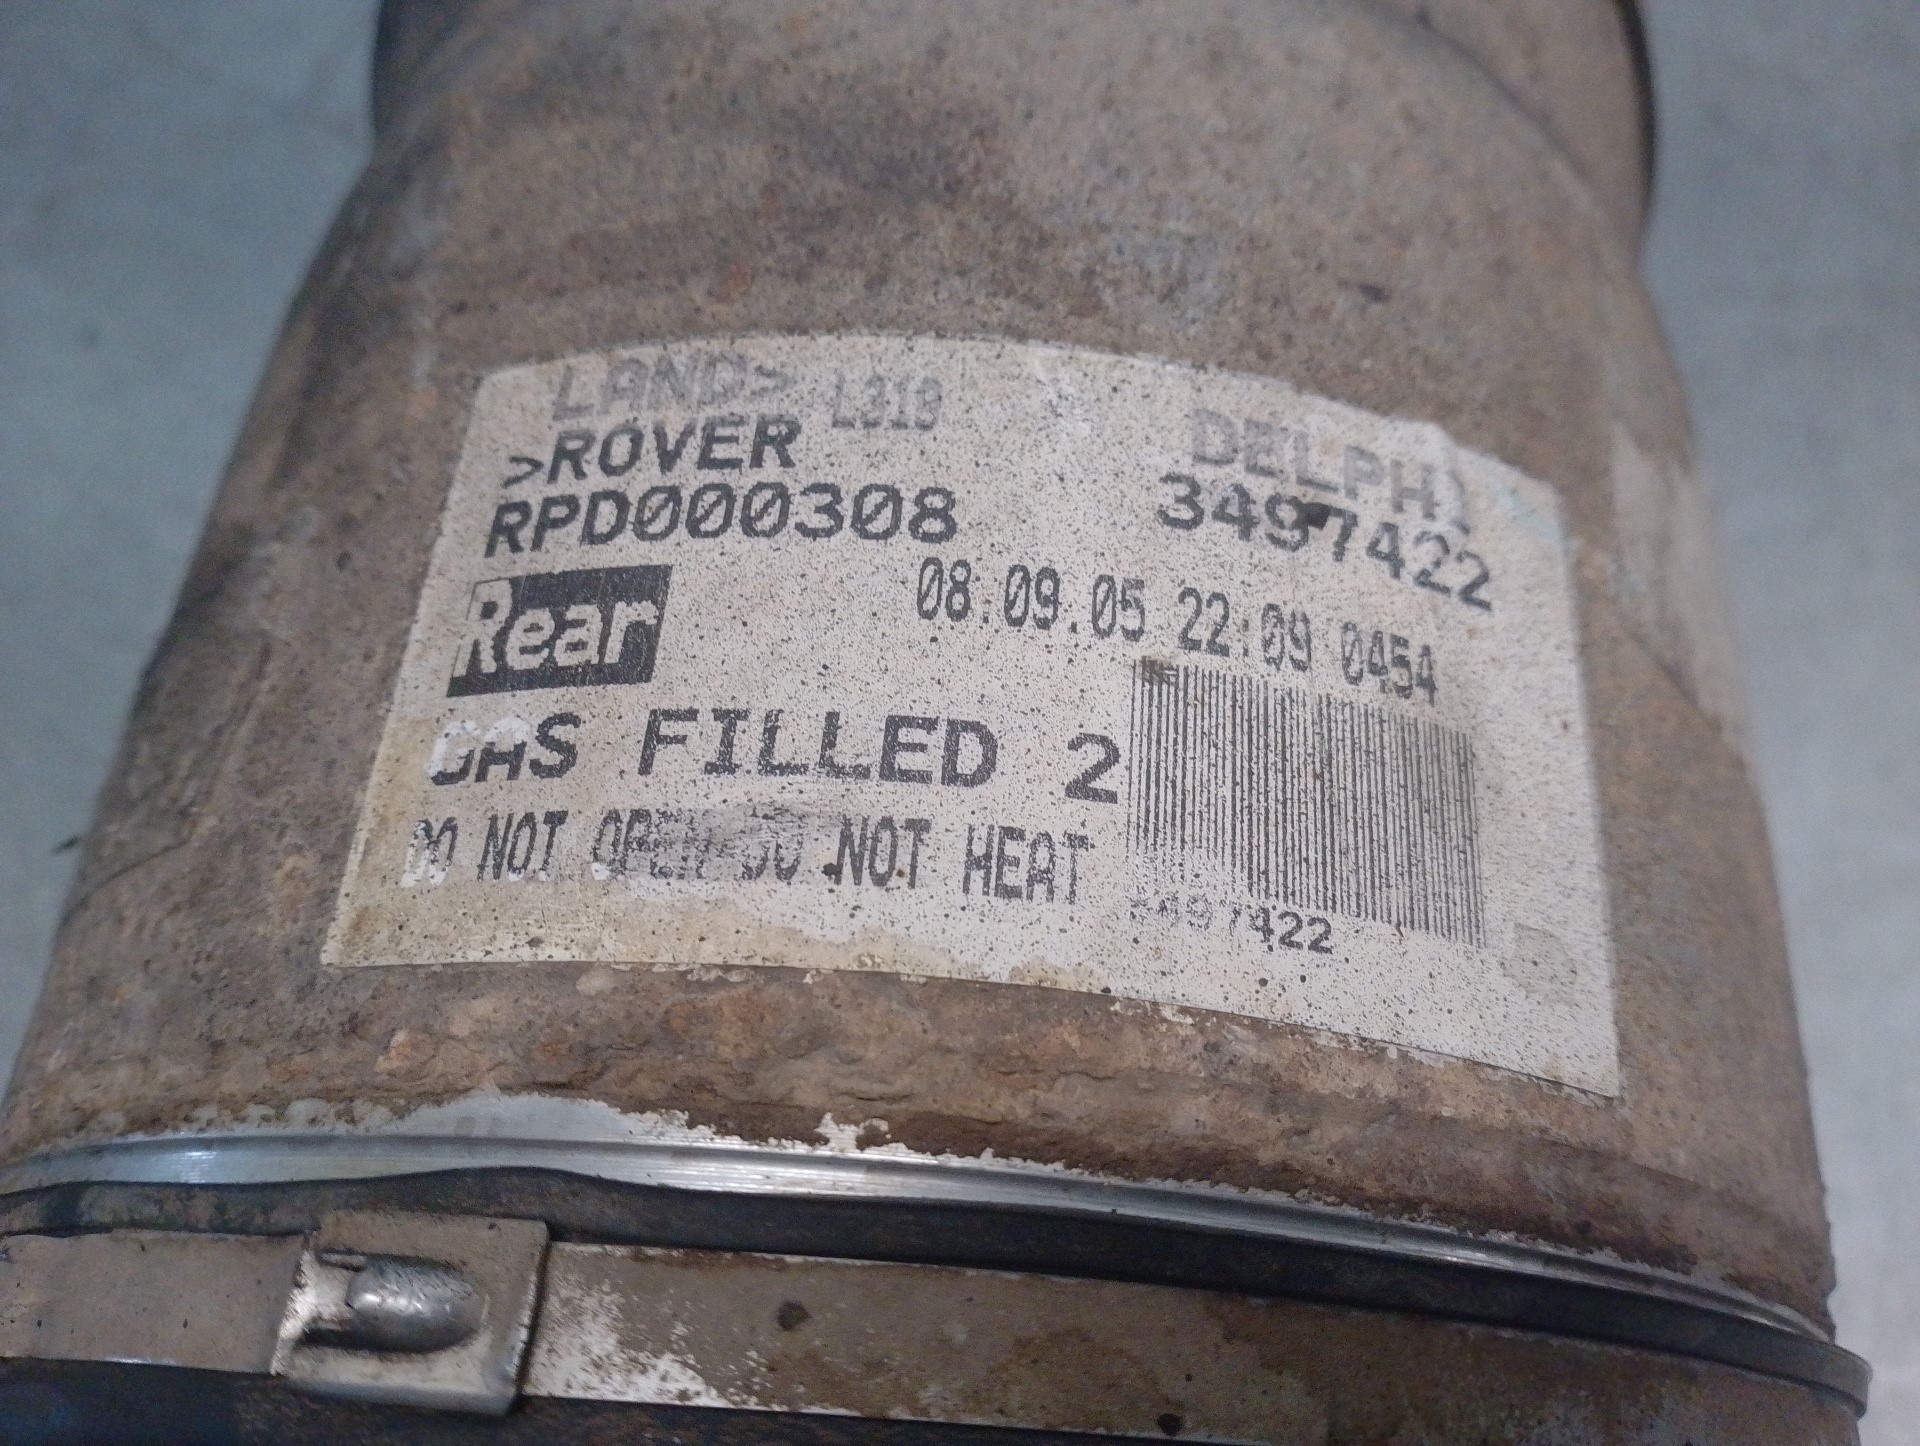 LAND> L319
>ROVER
DELPHI
RPD000308
3497422
08.09.05 22:09 0454
Rear
GAS FILLED 2
DO NOT OPEN DO NOT HEAT
3497422